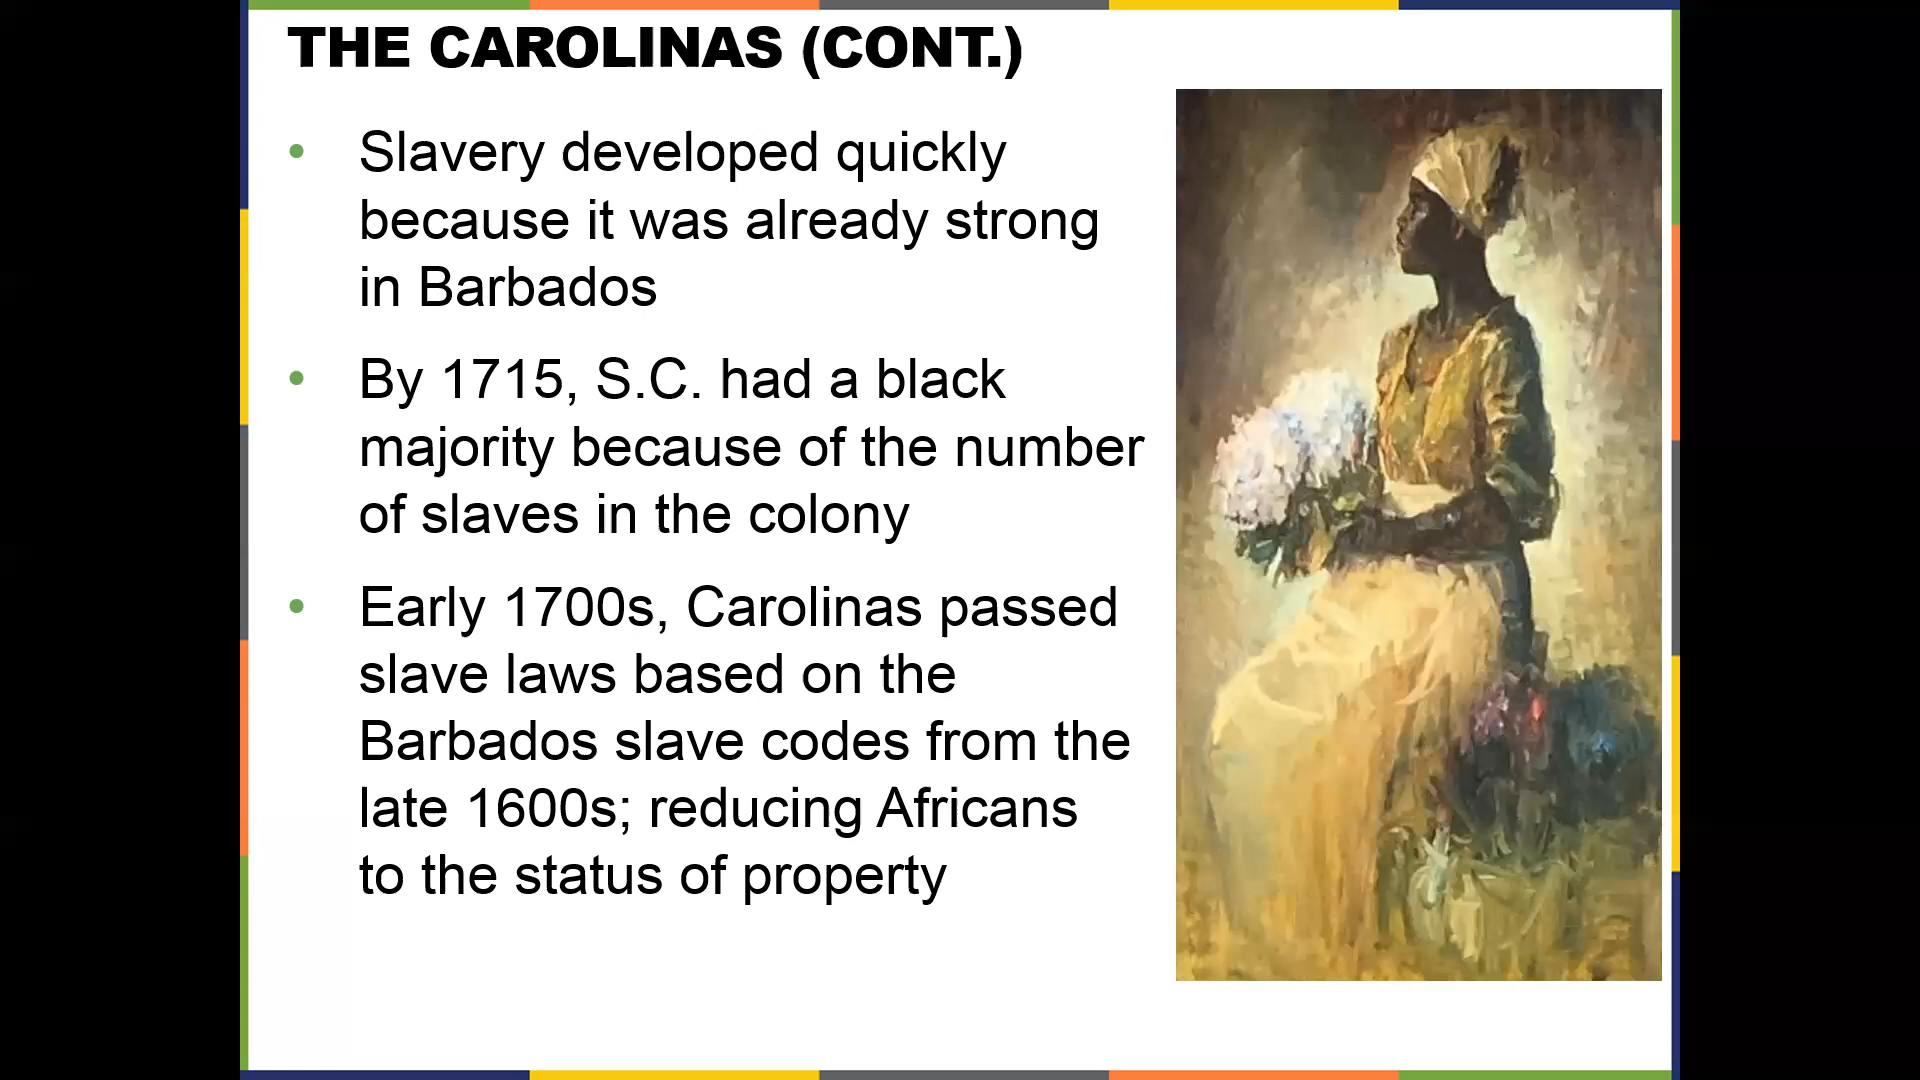 THE CAROLINAS (CONT.)
• Slavery developed quickly
because it was already strong
in Barbados
• By 1715, S.C. had a black
majority because of the number
of slaves in the colony
• Early 1700s, Carolinas passed
slave laws based on the
Barbados slave codes from the
late 1600s; reducing Africans
to the status of property